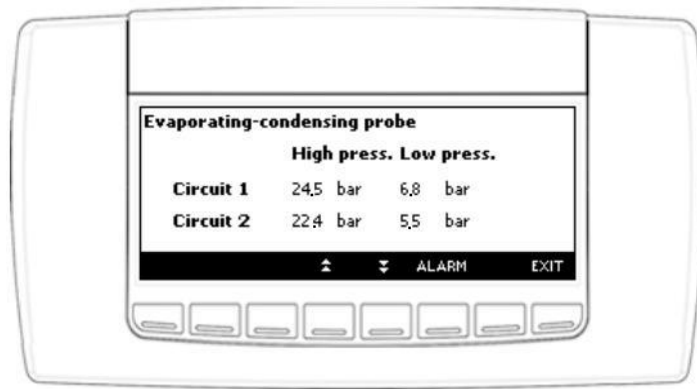 Evaporating-condensing probe
High press. Low press.
Circuit 1 24.5 bar 6.8 bar
Circuit 2 22.4 bar 5.5 bar
ALARM EXIT